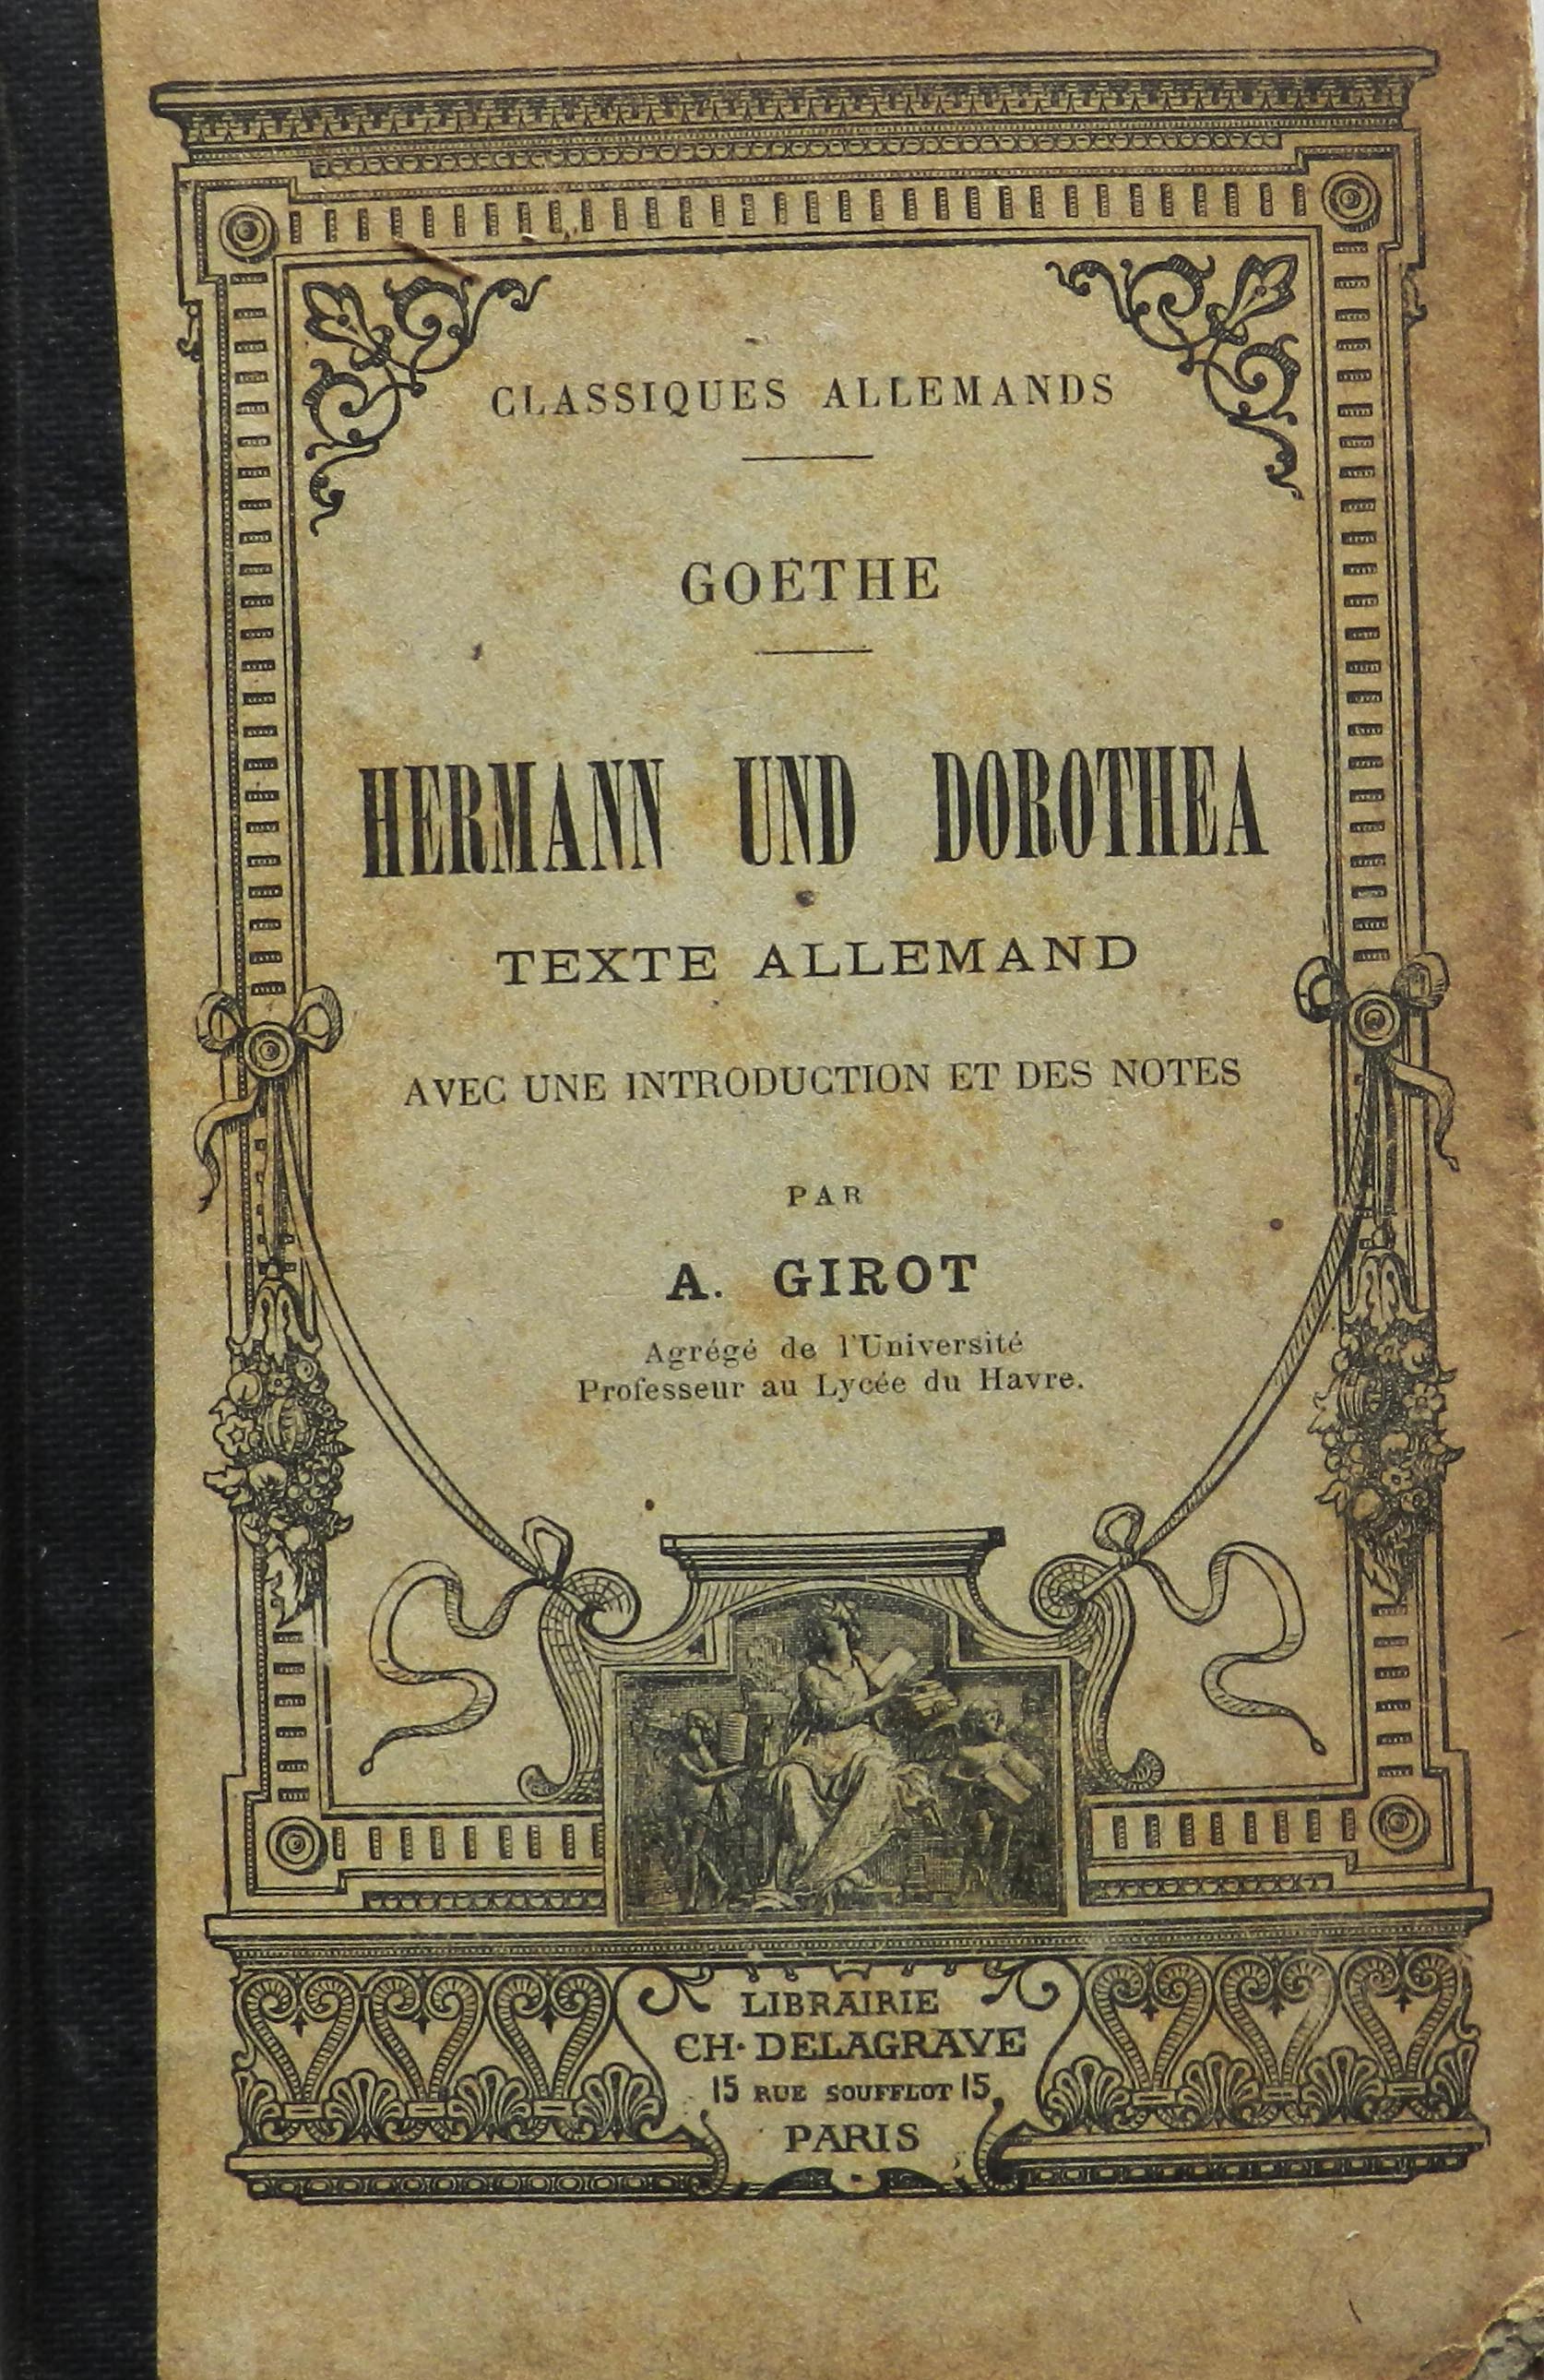 CLASSIQUES ALLEMANDS
GOETHE
HERMANN UND DOROTHEA
TEXTE ALLEMAND
AVEC UNE INTRODUCTION ET DES NOTES
PAR
A. GIROT
Agrégé de l'Université
Professeur au Lycée du Havre.
LIBRAIRIE
CH. DELAGRAVE
15 RUE SOUFFLOT 15
PARIS